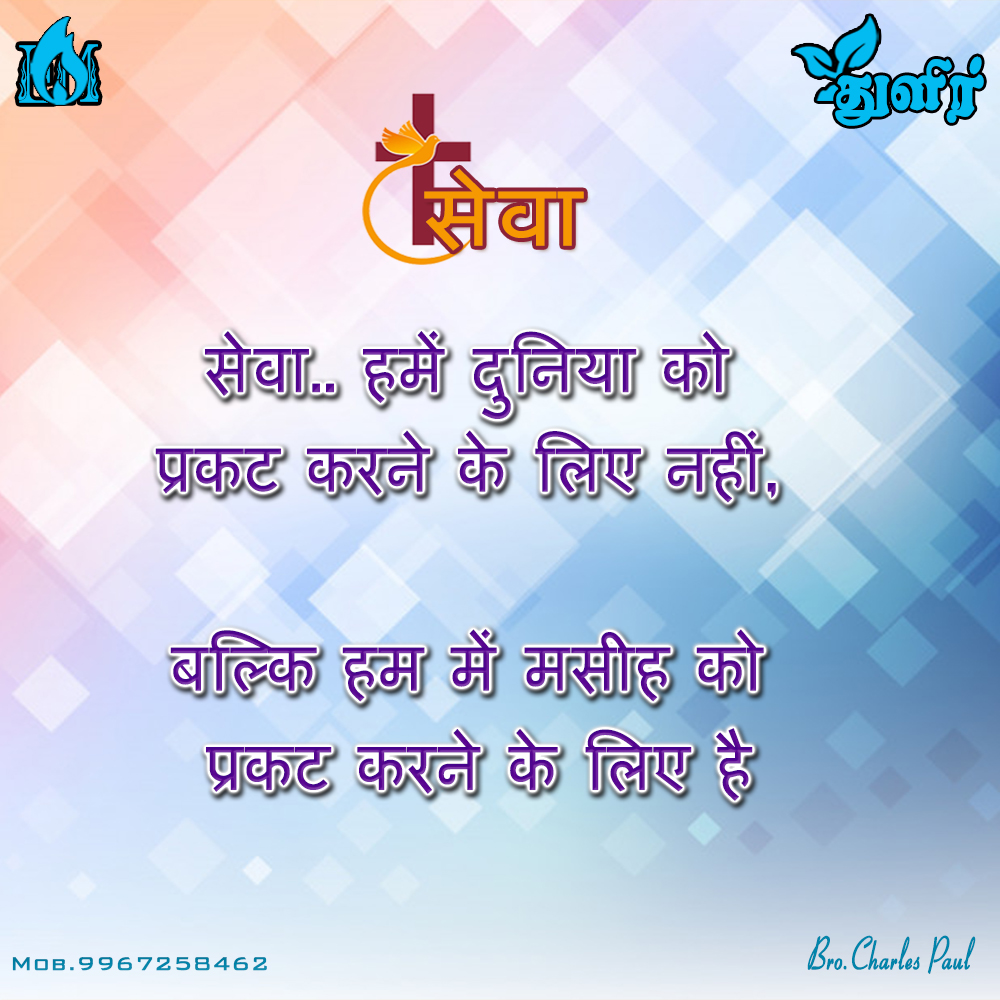 துளிர்
सेवा
सेवा.. हमें दुनिया को
प्रकट करने के लिए नहीं,
बल्कि हम में मसीह को
प्रकट करने के लिए है
Mob.9967258462
Bro.Charles Paul